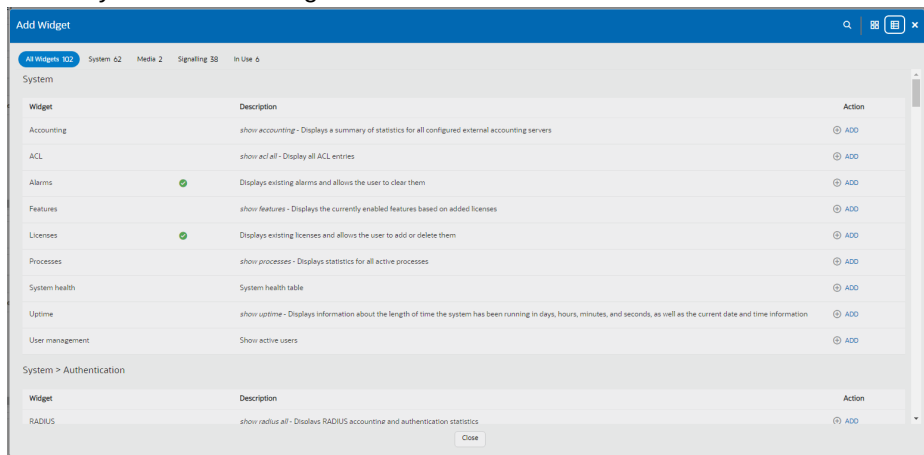 Add Widget
All Widgets 102 System 62 Media 2 Signalling 38 In Use 6
System
Widget Description Action
Accounting show accounting - Displays a summary of statistics for all configured external accounting servers ADD
ACL show acl all - Display all ACL entries ADD
Alarms Displays existing alarms and allows the user to clear them ADD
Features show features - Displays the currently enabled features based on added licenses ADD
Licenses Displays existing licenses and allows the user to add or delete them ADD
Processes show processes - Displays statistics for all active processes ADD
System health System health table ADD
Uptime show uptime - Displays information about the length of time the system has been running in days, hours, minutes, and seconds, as well as the current date and time information ADD
User management Show active users ADD
System > Authentication
Widget Description Action
RADIUS show radius all - Displays RADIUS accounting and authentication statistics ADD
Close